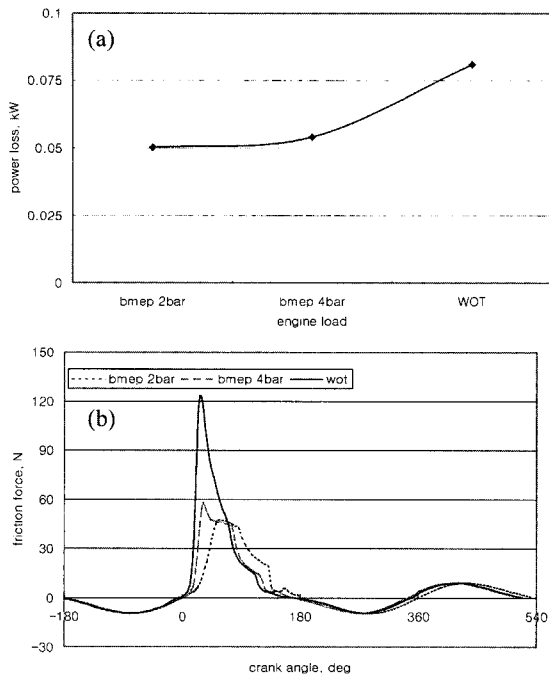 (a)
0.1
0.075
0.05
0.025
0
power loss, kW
bmep 2bar
bmep 4bar
WOT
engine load
150
120
90
60
30
0
-30
friction force, N
bmep 2bar
bmep 4bar
wot
(b)
-180
0
180
360
540
crank angle, deg